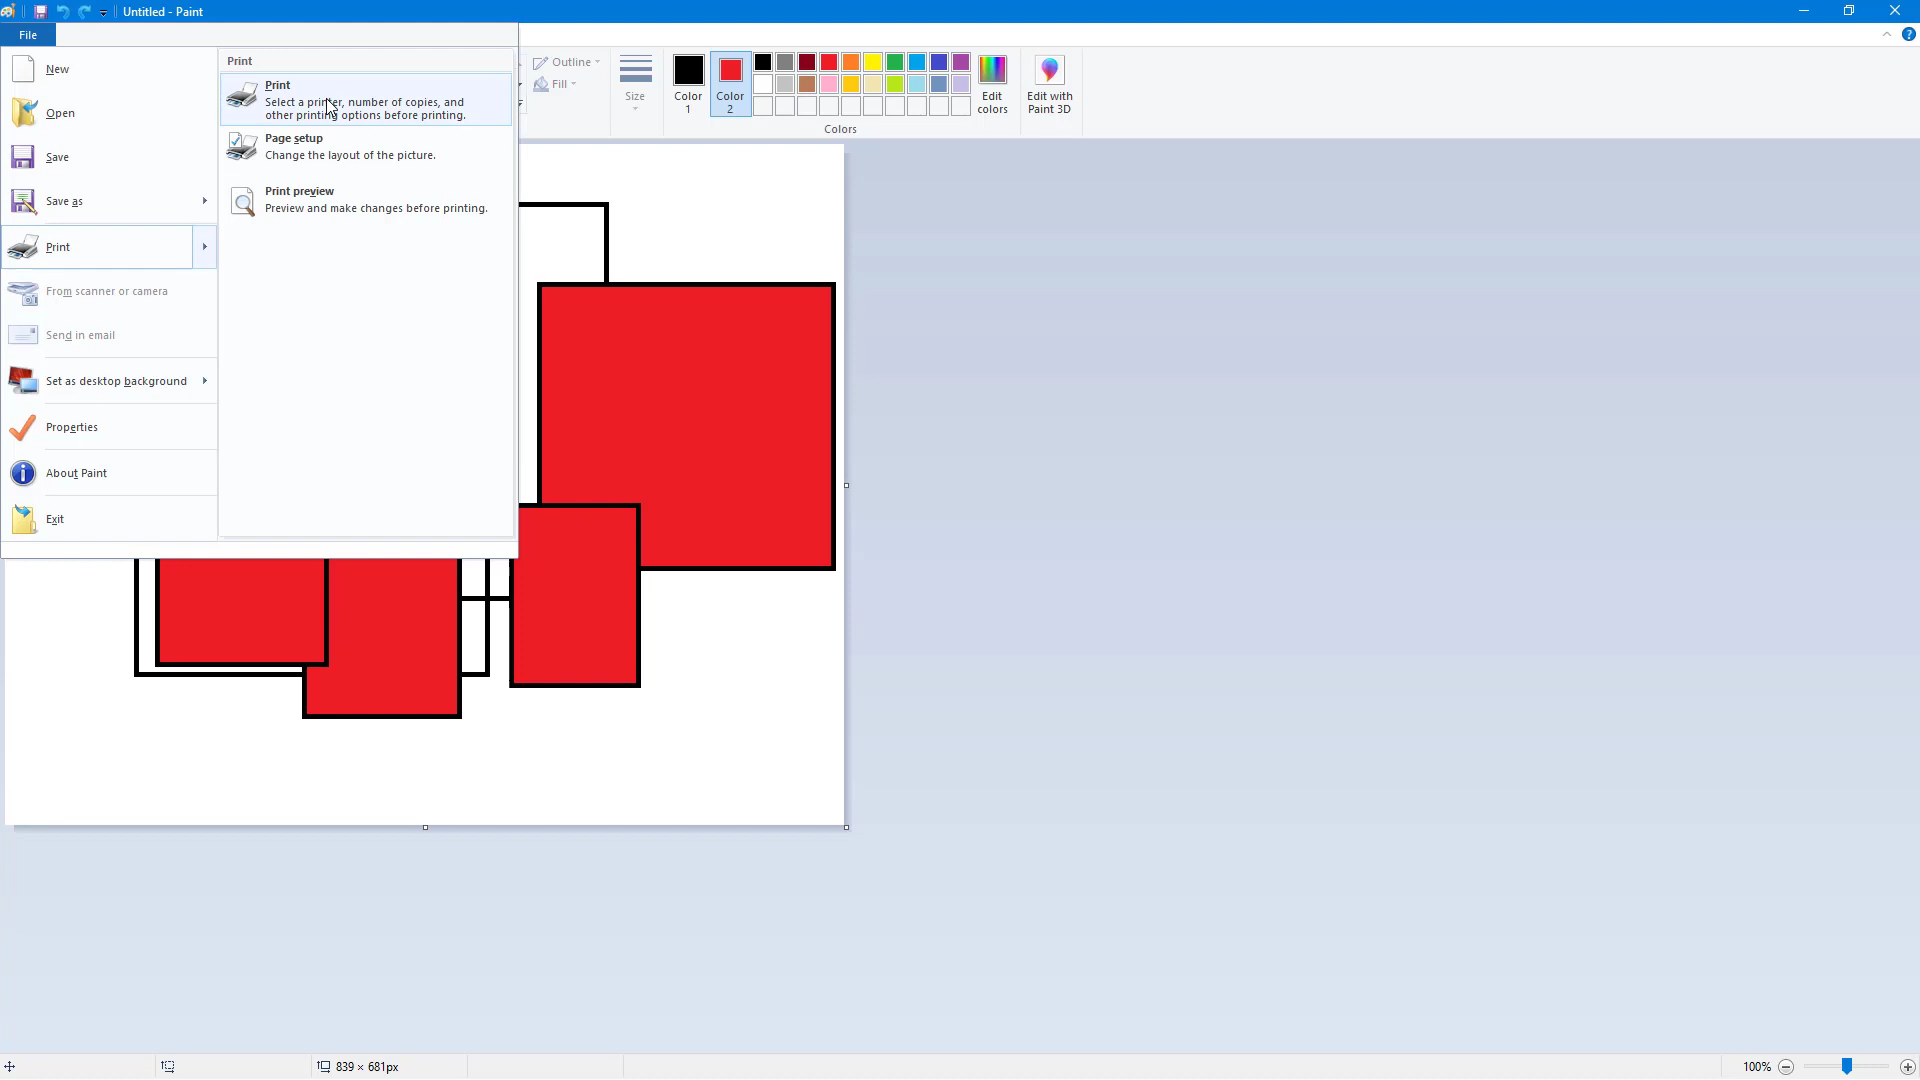 Untitled - Paint
File
New
Open
Save
Save as
Print
From scanner or camera
Send in email
Set as desktop background
Properties
About Paint
Exit
Print
Print
Select a printer, number of copies, and
other printing options before printing.
Page setup
Change the layout of the picture.
Print preview
Preview and make changes before printing.
Outline
Fill
Size
Color
1
Color
2
Edit
colors
Edit with
Paint 3D
Colors
839 × 681px
100%